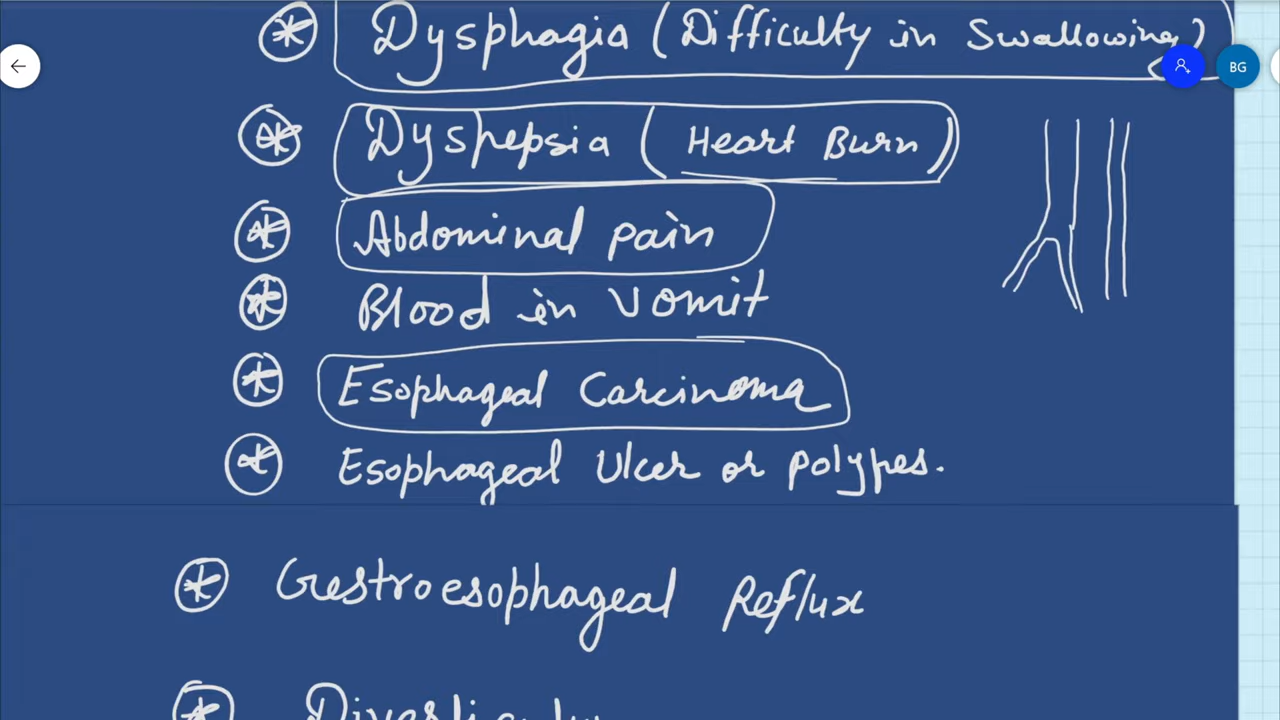 * Dysphagia (Difficulty in Swallowing)
BG
* Dyspepsia (Heart Burn)
* Abdominal pain
* Blood in Vomit
* Esophageal Carcinoma
* Esophageal Ulcer or polypes.
* Gestroesophageal Reflux
*